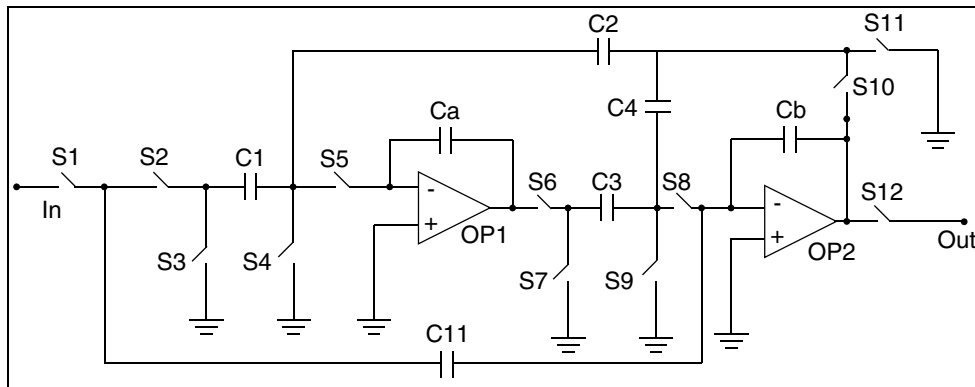 C2
S11
S10
C4
Ca
Cb
S1
S2
C1
S5
S6
C3
S8
S12
In
-
+
OP1
-
+
OP2
Out
S3
S4
S7
S9
C11